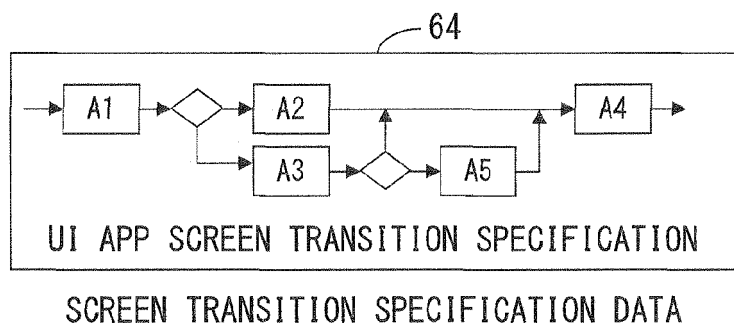 64
A1
A2
A4
A3
A5
UI APP SCREEN TRANSITION SPECIFICATION
SCREEN TRANSITION SPECIFICATION DATA